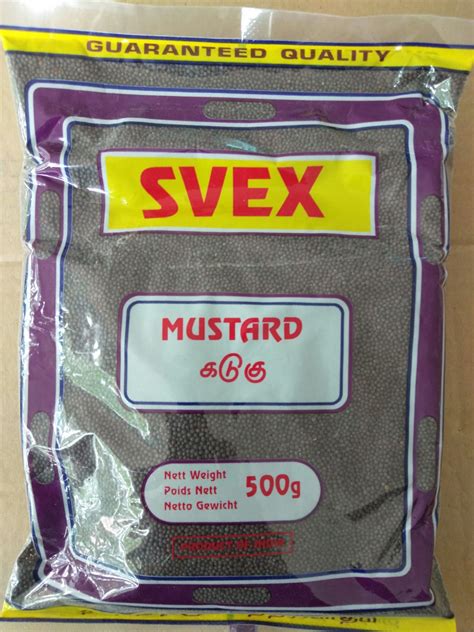 GUARANTEED QUALITY
SVEX
MUSTARD
கடுகு
Nett Weight
Poids Nett
Netto Gewicht
500g
PRODUCT OF INDIA